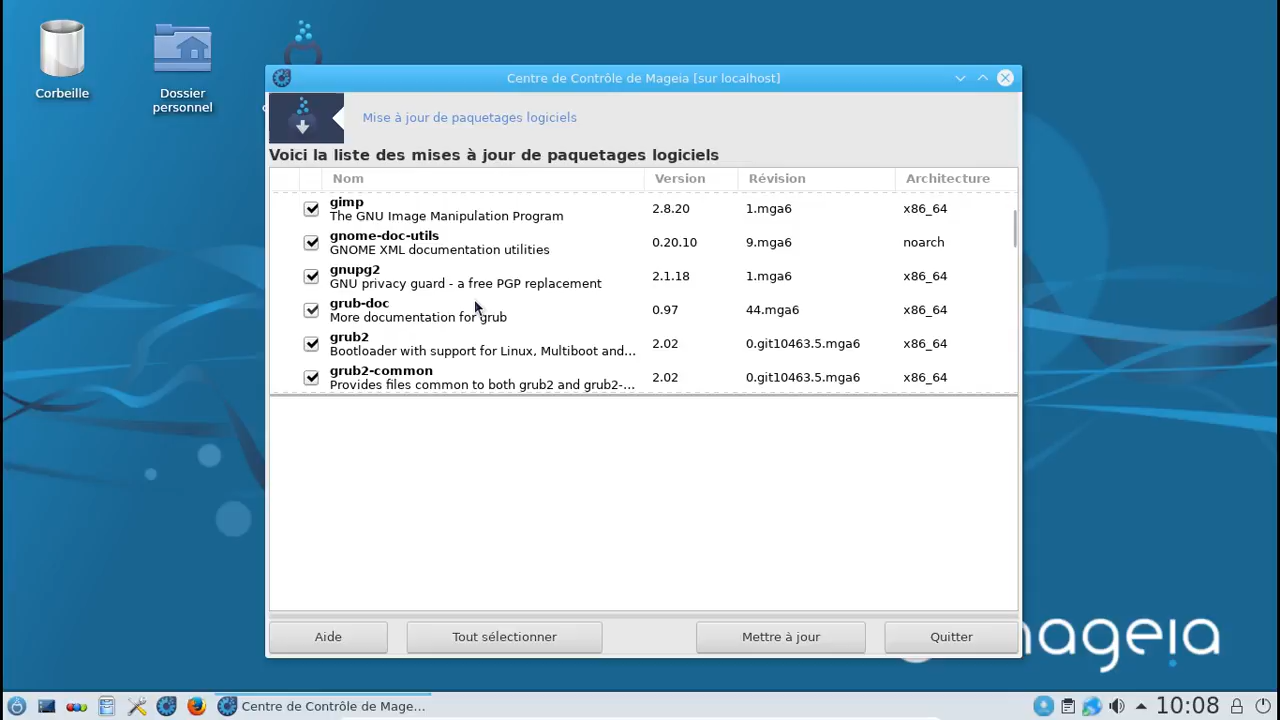 Corbeille
Dossier
personnel
Centre de Contrôle de Mageia [sur localhost]
Mise à jour de paquetages logiciels
Voici la liste des mises à jour de paquetages logiciels
Nom Version Révision Architecture
gimp
The GNU Image Manipulation Program 2.8.20 1.mga6 x86_64
gnome-doc-utils
GNOME XML documentation utilities 0.20.10 9.mga6 noarch
gnupg2
GNU privacy guard - a free PGP replacement 2.1.18 1.mga6 x86_64
grub-doc
More documentation for grub 0.97 44.mga6 x86_64
grub2
Bootloader with support for Linux, Multiboot and... 2.02 0.git10463.5.mga6 x86_64
grub2-common
Provides files common to both grub2 and grub2-... 2.02 0.git10463.5.mga6 x86_64
Aide Tout sélectionner Mettre à jour Quitter
mageia
Centre de Contrôle de Mage... 10:08